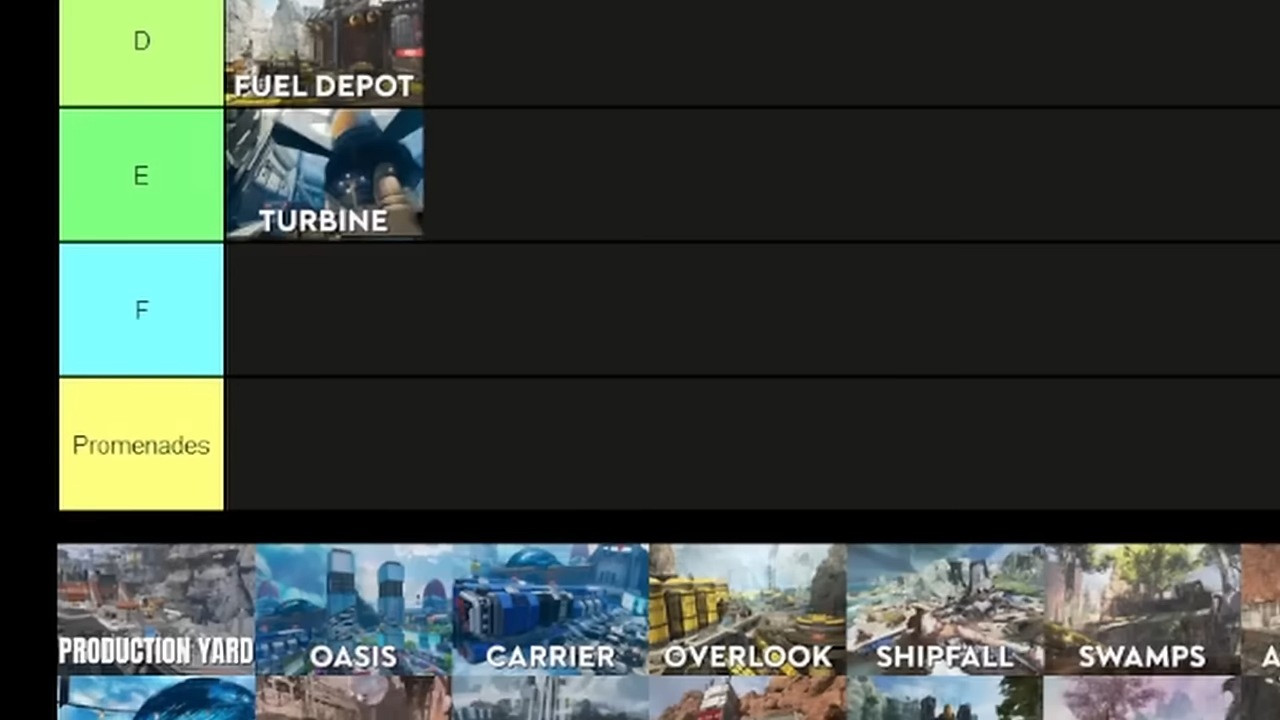 D
FUEL DEPOT
E
TURBINE
F
Promenades
PRODUCTION YARD
OASIS
CARRIER
OVERLOOK
SHIPFALL
SWAMPS
A